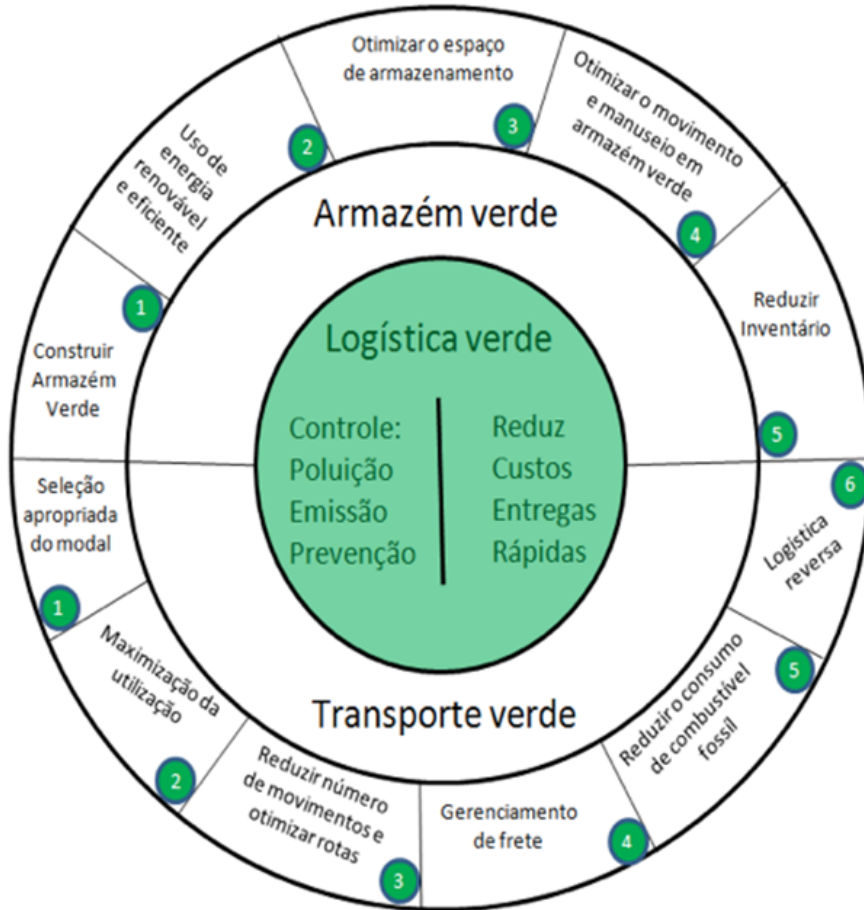 Otimizar o espaço
de armazenamento
3
Otimizar o movimento
e manuseio em
armazém verde
4
Uso de
energia
renovável
e eficiente
2
Armazém verde
1
Construir
Armazém
Verde
Reduzir
Inventário
5
Logística verde
Controle:
Poluição
Emissão
Prevenção
Reduz
Custos
Entregas
Rápidas
Seleção
apropriada
do modal
1
6
Logística
reversa
Maximização da
utilização
2
Transporte verde
Reduzir o consumo
de combustível
fossíl
5
Reduzir número
de movimentos e
otimizar rotas
3
Gerenciamento
de frete
4